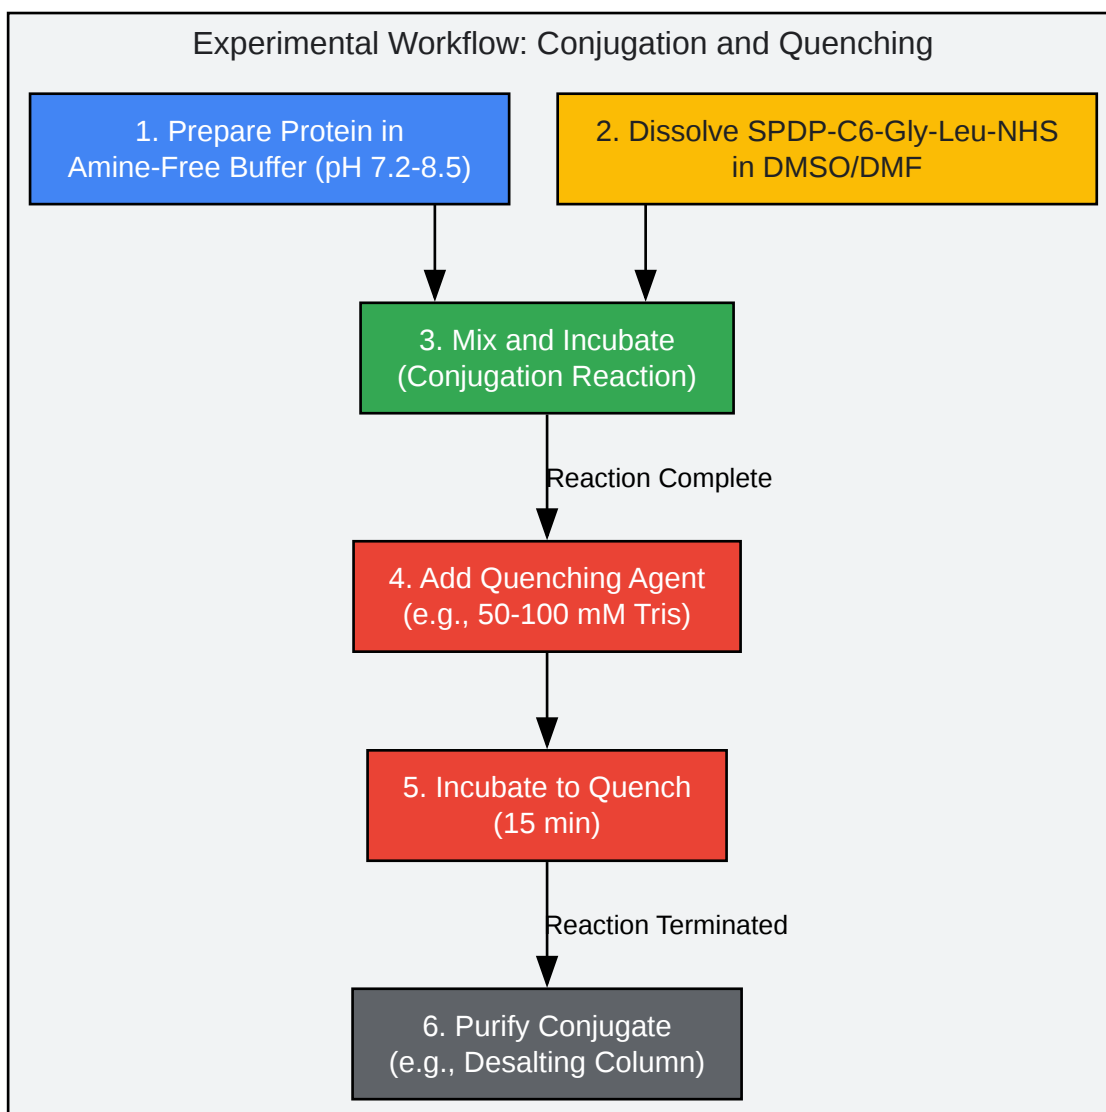 Experimental Workflow: Conjugation and Quenching
1. Prepare Protein in
Amine-Free Buffer (pH 7.2-8.5)
2. Dissolve SPDP-C6-Gly-Leu-NHS
in DMSO/DMF
3. Mix and Incubate
(Conjugation Reaction)
Reaction Complete
4. Add Quenching Agent
(e.g., 50-100 mM Tris)
5. Incubate to Quench
(15 min)
Reaction Terminated
6. Purify Conjugate
(e.g., Desalting Column)